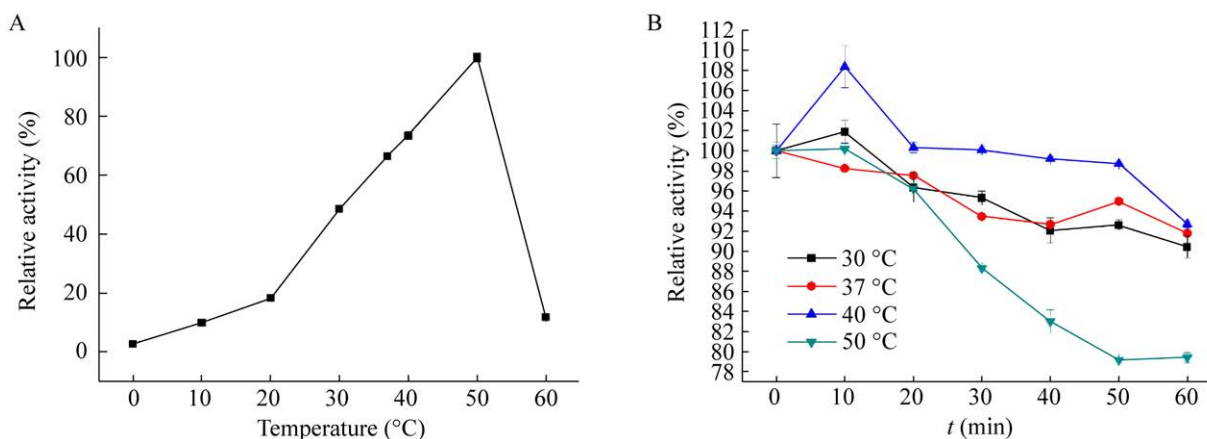 A
Relative activity (%)
100
80
60
40
20
0
0 10 20 30 40 50 60
Temperature (°C)
B
Relative activity (%)
112
110
108
106
104
102
100
98
96
94
92
90
88
86
84
82
80
78
30 °C
37 °C
40 °C
50 °C
0 10 20 30 40 50 60
t (min)